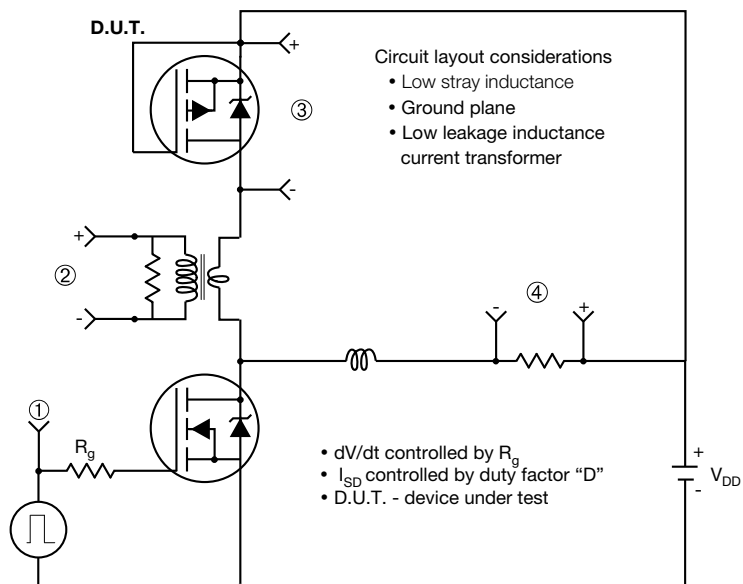 D.U.T.
+
Circuit layout considerations
• Low stray inductance
③
• Ground plane
• Low leakage inductance
current transformer
-
+
②
-
④
-
+
①
R_g
• dV/dt controlled by R_g
• I_SD controlled by duty factor “D”
• D.U.T. - device under test
+
V_DD
-